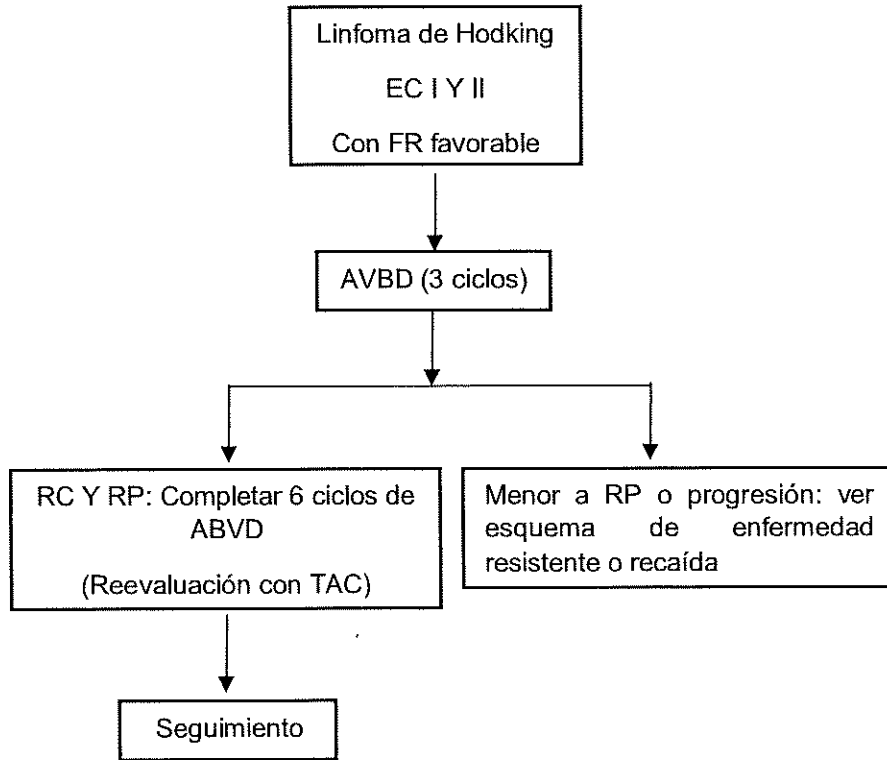 Linfoma de Hodking
EC I Y II
Con FR favorable
AVBD (3 ciclos)
RC Y RP: Completar 6 ciclos de
ABVD
(Reevaluación con TAC)
Menor a RP o progresión: ver
esquema de enfermedad
resistente o recaída
Seguimiento